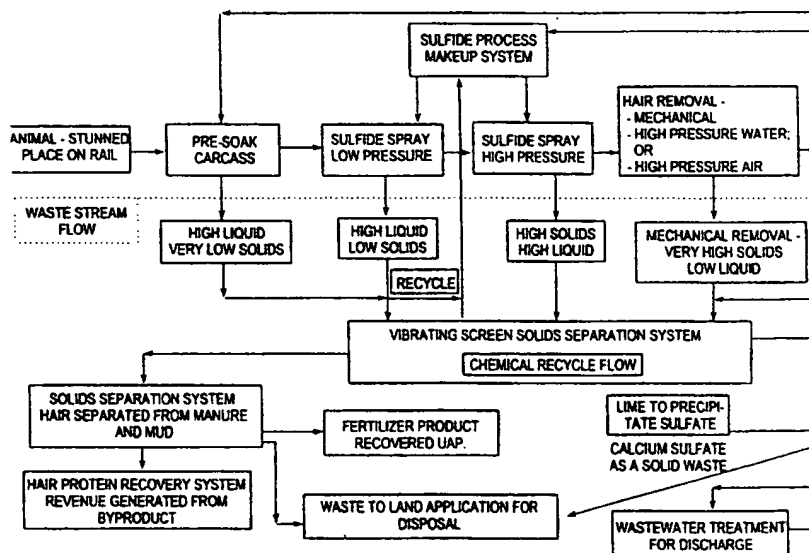 SULFIDE PROCESS
MAKEUP SYSTEM
ANIMAL - STUNNED
PLACE ON RAIL
PRE-SOAK
CARCASS
SULFIDE SPRAY
LOW PRESSURE
SULFIDE SPRAY
HIGH PRESSURE
HAIR REMOVAL -
- MECHANICAL
- HIGH PRESSURE WATER;
OR
- HIGH PRESSURE AIR
WASTE STREAM
FLOW
HIGH LIQUID
VERY LOW SOLIDS
HIGH LIQUID
LOW SOLIDS
HIGH SOLIDS
HIGH LIQUID
MECHANICAL REMOVAL -
VERY HIGH SOLIDS
LOW LIQUID
RECYCLE
VIBRATING SCREEN SOLIDS SEPARATION SYSTEM
CHEMICAL RECYCLE FLOW
SOLIDS SEPARATION SYSTEM
HAIR SEPARATED FROM MANURE
AND MUD
FERTILIZER PRODUCT
RECOVERED UAP.
LIME TO PRECIPI-
TATE SULFATE
CALCIUM SULFATE
AS A SOLID WASTE
HAIR PROTEIN RECOVERY SYSTEM
REVENUE GENERATED FROM
BYPRODUCT
WASTE TO LAND APPLICATION FOR
DISPOSAL
WASTEWATER TREATMENT
FOR DISCHARGE